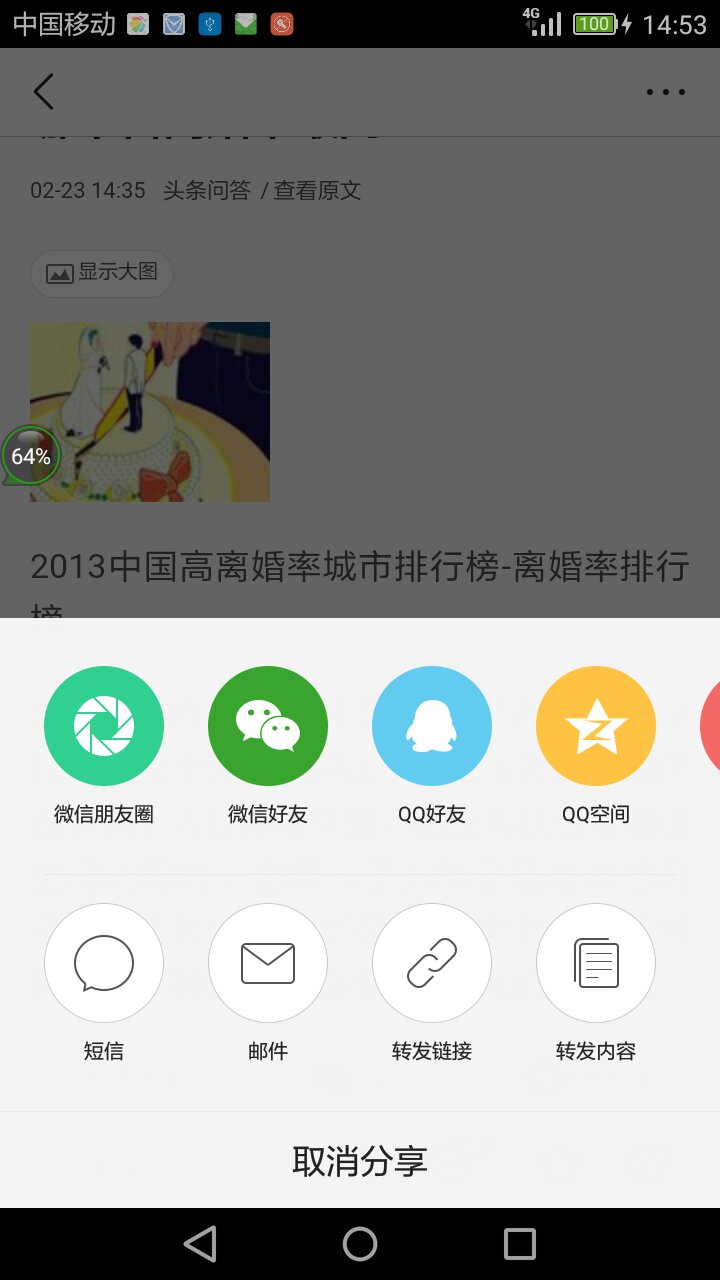 中国移动
4G
100
14:53
02-23 14:35 头条问答 / 查看原文
显示大图
64%
2013中国高离婚率城市排行榜-离婚率排行
榜
微信朋友圈
微信好友
QQ好友
QQ空间
短信
邮件
转发链接
转发内容
取消分享